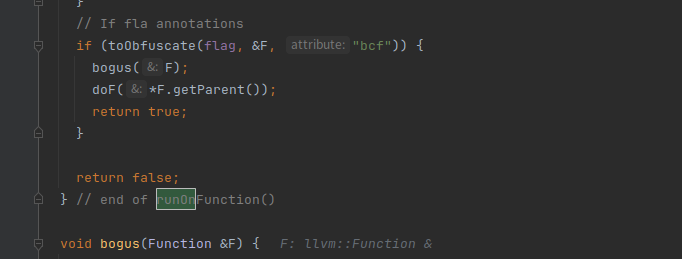 }
// If fla annotations
if (toObfuscate(flag, &F, attribute: "bcf")) {
bogus( &: F);
doF( &: *F.getParent());
return true;
}
return false;
} // end of runOnFunction()
void bogus(Function &F) { F: llvm::Function &